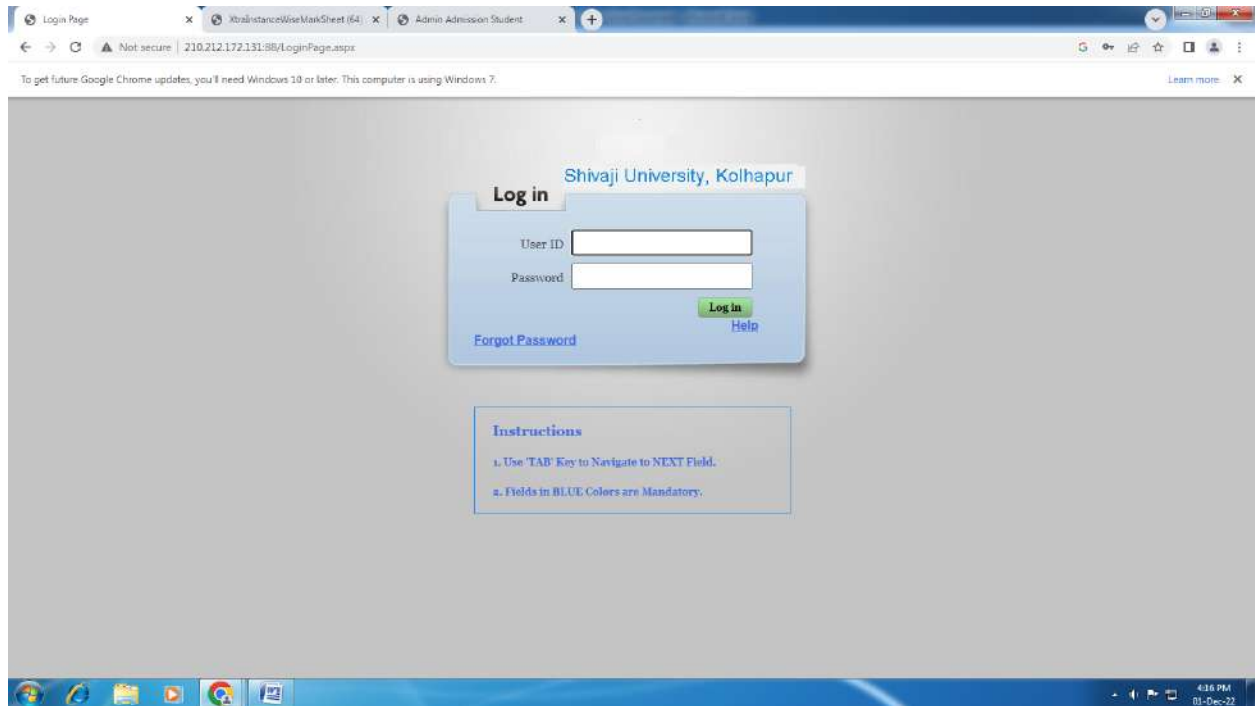 Login Page
XtraInstanceWiseMarkSheet (64)
Admin Admission Student
Not secure
210.212.172.131:88/LoginPage.aspx
To get future Google Chrome updates, you'll need Windows 10 or later. This computer is using Windows 7.
Learn more
Shivaji University, Kolhapur
Log in
User ID
Password
Log in
Help
Forgot Password
Instructions
1. Use 'TAB' Key to Navigate to NEXT Field.
2. Fields in BLUE Colors are Mandatory.
4:16 PM
01-Dec-22